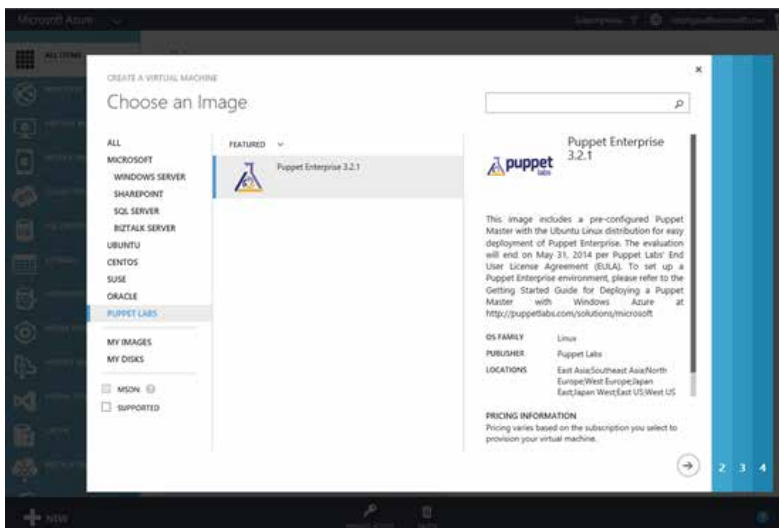 Microsoft Azure
ALL ITEMS
CREATE A VIRTUAL MACHINE
Choose an Image
ALL
MICROSOFT
WINDOWS SERVER
SHAREPOINT
SQL SERVER
BIZTALK SERVER
UBUNTU
CENTOS
SUSE
ORACLE
PUPPET LABS
MY IMAGES
MY DISKS
MSDN
SUPPORTED
FEATURED
Puppet Enterprise 3.2.1
puppet
labs
Puppet Enterprise
3.2.1
This image includes a pre-configured Puppet
Master with the Ubuntu Linux distribution for easy
deployment of Puppet Enterprise. The evaluation
will end on May 31, 2014 per Puppet Labs' End
User License Agreement (EULA). To set up a
Puppet Enterprise environment, please refer to the
Getting Started Guide for Deploying a Puppet
Master with Windows Azure at
http://puppetlabs.com/solutions/microsoft
OS FAMILY Linux
PUBLISHER Puppet Labs
LOCATIONS East Asia;Southeast Asia;North
Europe;West Europe;Japan
East;Japan West;East US;West US
PRICING INFORMATION
Pricing varies based on the subscription you select to
provision your virtual machine.
2 3 4
NEW